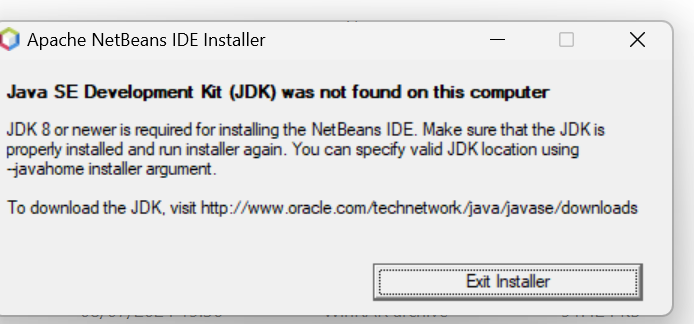 Apache NetBeans IDE Installer
Java SE Development Kit (JDK) was not found on this computer
JDK 8 or newer is required for installing the NetBeans IDE. Make sure that the JDK is
properly installed and run installer again. You can specify valid JDK location using
--javahome installer argument.
To download the JDK, visit http://www.oracle.com/technetwork/java/javase/downloads
Exit Installer